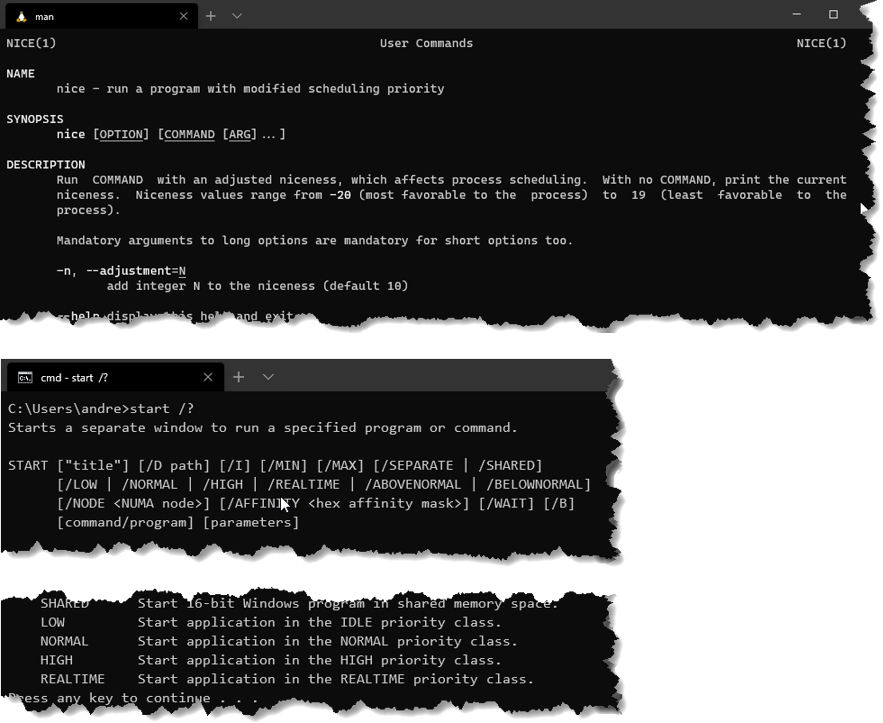 man
NICE(1) User Commands NICE(1)
NAME
nice - run a program with modified scheduling priority
SYNOPSIS
nice [OPTION] [COMMAND [ARG]...]
DESCRIPTION
Run COMMAND with an adjusted niceness, which affects process scheduling. With no COMMAND, print the current
niceness. Niceness values range from -20 (most favorable to the process) to 19 (least favorable to the
process).
Mandatory arguments to long options are mandatory for short options too.
-n, --adjustment=N
add integer N to the niceness (default 10)
--help display this help and exit
cmd - start /?
C:\Users\andre>start /?
Starts a separate window to run a specified program or command.
START ["title"] [/D path] [/I] [/MIN] [/MAX] [/SEPARATE | /SHARED]
[/LOW | /NORMAL | /HIGH | /REALTIME | /ABOVENORMAL | /BELOWNORMAL]
[/NODE <NUMA node>] [/AFFINITY <hex affinity mask>] [/WAIT] [/B]
[command/program] [parameters]
SHARED Start 16-bit Windows program in shared memory space.
LOW Start application in the IDLE priority class.
NORMAL Start application in the NORMAL priority class.
HIGH Start application in the HIGH priority class.
REALTIME Start application in the REALTIME priority class.
Press any key to continue . . .